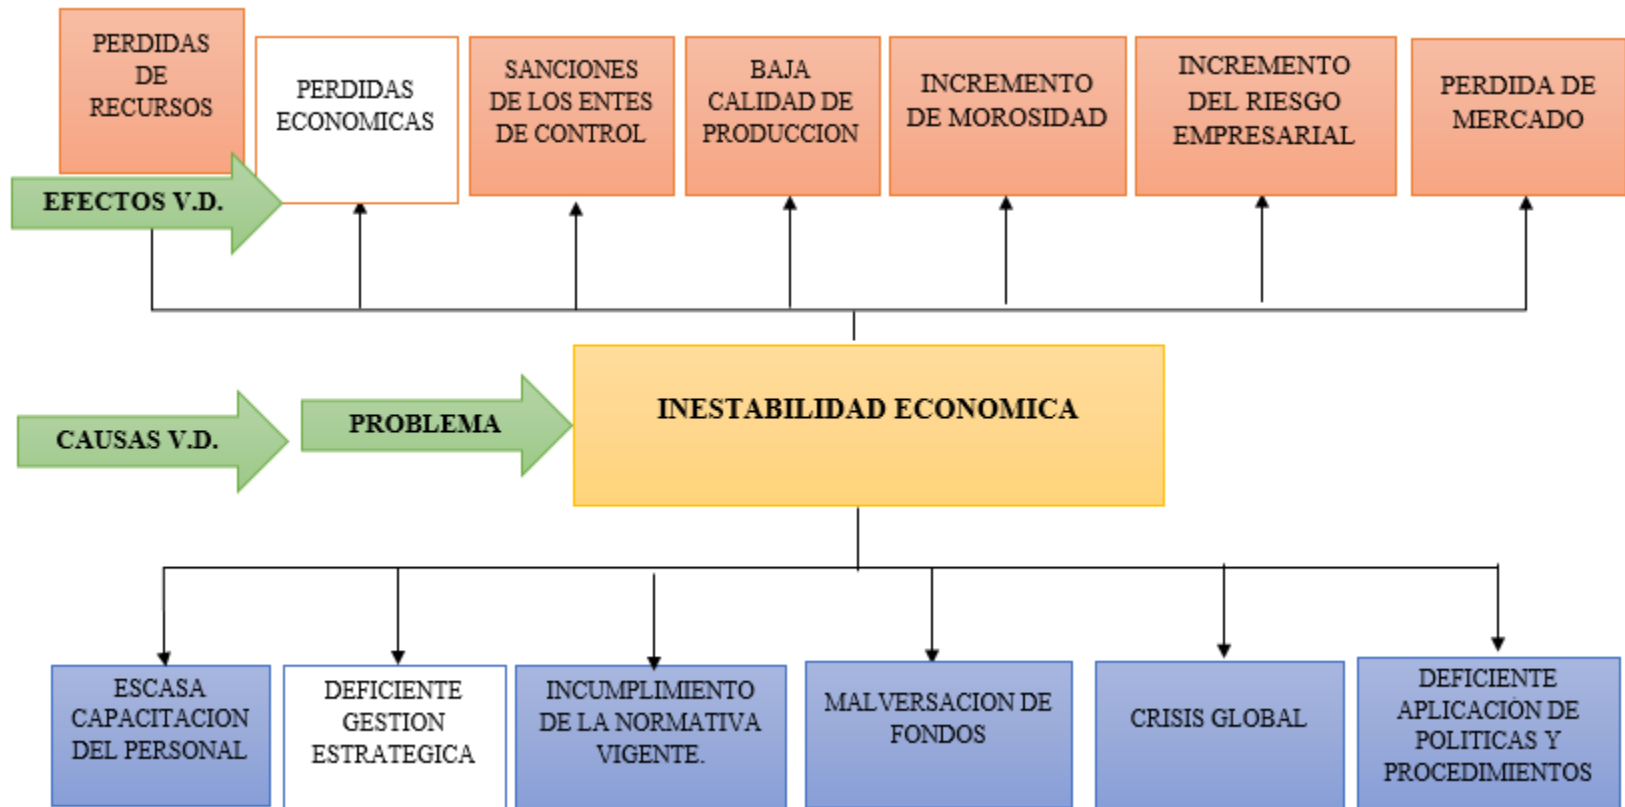 PERDIDAS
DE
RECURSOS
PERDIDAS
ECONOMICAS
SANCIONES
DE LOS ENTES
DE CONTROL
BAJA
CALIDAD DE
PRODUCCION
INCREMENTO
DE MOROSIDAD
INCREMENTO
DEL RIESGO
EMPRESARIAL
PERDIDA DE
MERCADO
EFECTOS V.D.
CAUSAS V.D.
PROBLEMA
INESTABILIDAD ECONOMICA
ESCASA
CAPACITACION
DEL PERSONAL
DEFICIENTE
GESTION
ESTRATEGICA
INCUMPLIMIENTO
DE LA NORMATIVA
VIGENTE.
MALVERSACION DE
FONDOS
CRISIS GLOBAL
DEFICIENTE
APLICACIÓN DE
POLITICAS Y
PROCEDIMIENTOS